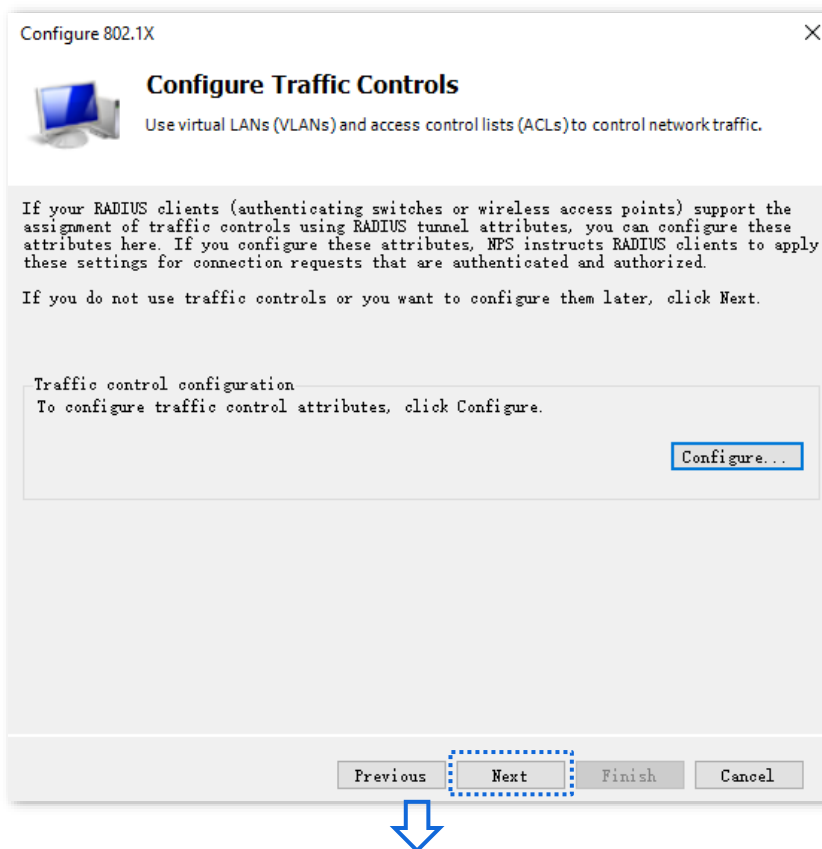 Configure 802.1X
Configure Traffic Controls
Use virtual LANs (VLANs) and access control lists (ACLs) to control network traffic.
If your RADIUS clients (authenticating switches or wireless access points) support the
assignment of traffic controls using RADIUS tunnel attributes, you can configure these
attributes here. If you configure these attributes, NPS instructs RADIUS clients to apply
these settings for connection requests that are authenticated and authorized.
If you do not use traffic controls or you want to configure them later, click Next.
Traffic control configuration
To configure traffic control attributes, click Configure.
Configure...
Previous Next Finish Cancel